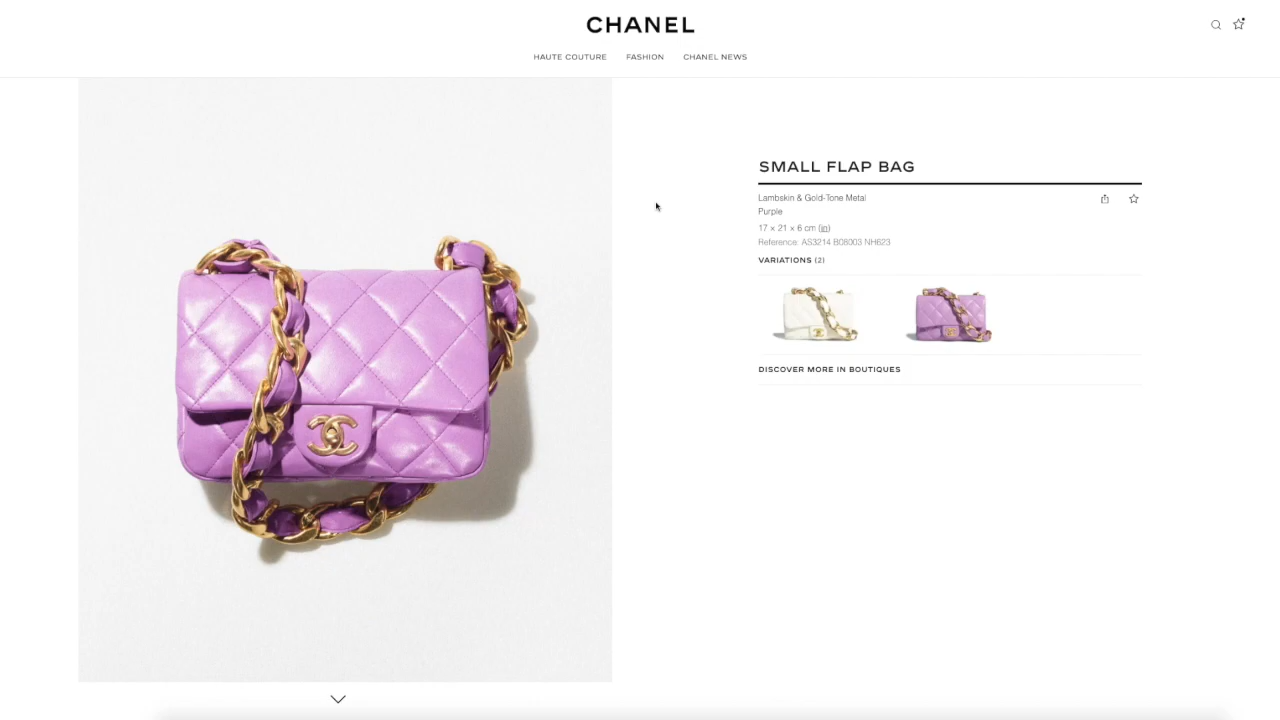 CHANEL
HAUTE COUTURE FASHION CHANEL NEWS
SMALL FLAP BAG
Lambskin & Gold-Tone Metal
Purple
17 x 21 x 6 cm (in)
Reference: AS3214 B08003 NH623
VARIATIONS (2)
DISCOVER MORE IN BOUTIQUES